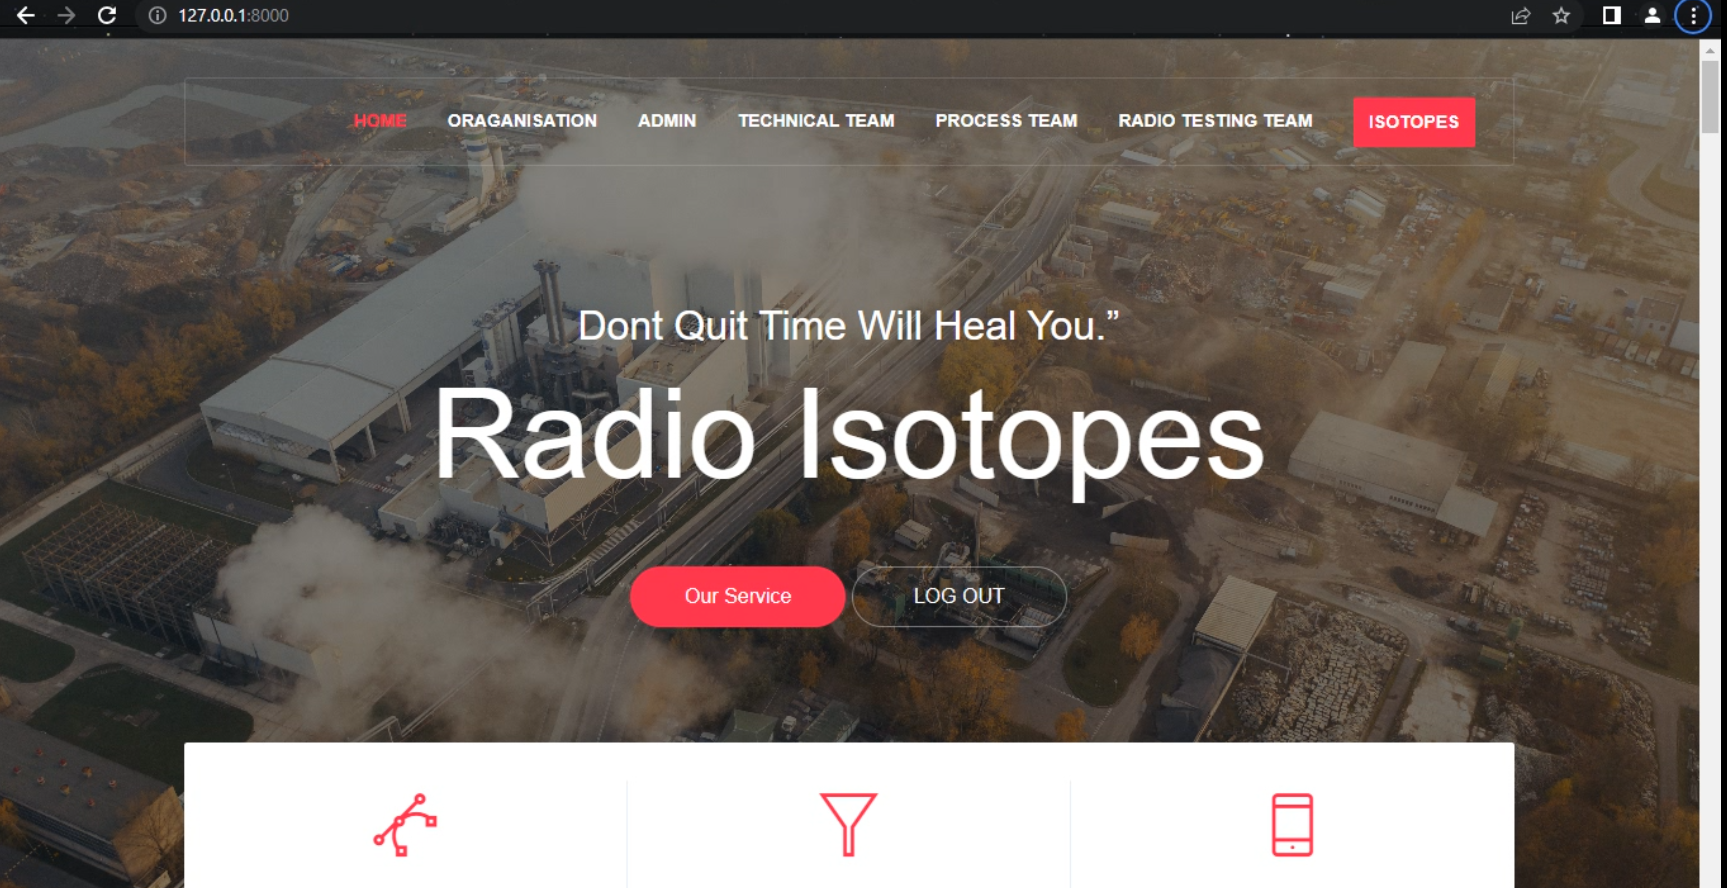 127.0.0.1:8000
HOME ORAGANISATION ADMIN TECHNICAL TEAM PROCESS TEAM RADIO TESTING TEAM ISOTOPES
Dont Quit Time Will Heal You.”
Radio Isotopes
Our Service LOG OUT